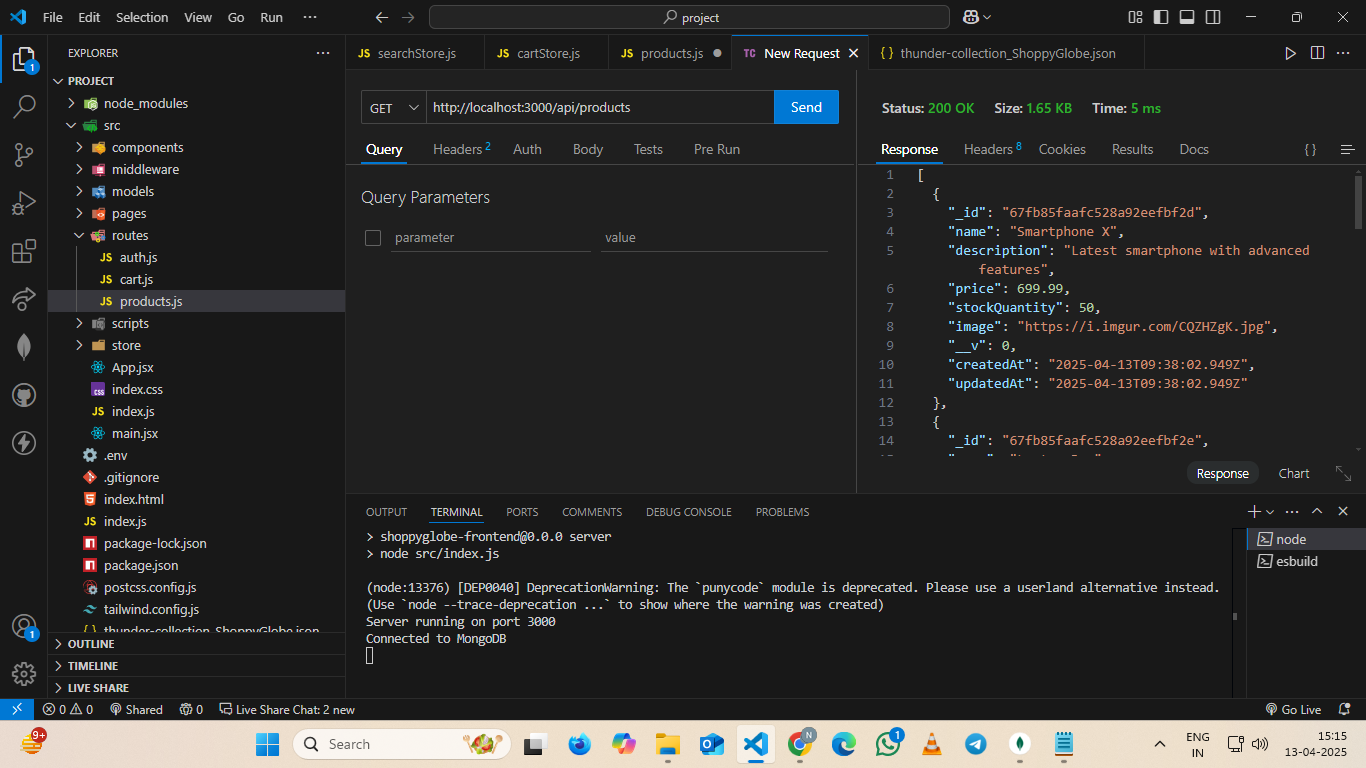 File Edit Selection View Go Run ··· project
EXPLORER ···
PROJECT
node_modules
src
components
middleware
models
pages
routes
JS auth.js
JS cart.js
JS products.js
scripts
store
App.jsx
css index.css
JS index.js
main.jsx
.env
.gitignore
index.html
JS index.js
package-lock.json
package.json
postcss.config.js
tailwind.config.js
{} thunder-collection_ShoppyGlobe.json
OUTLINE
TIMELINE
LIVE SHARE
1
1
JS searchStore.js JS cartStore.js JS products.js TC New Request {} thunder-collection_ShoppyGlobe.json ···
GET http://localhost:3000/api/products Send
Query Headers 2 Auth Body Tests Pre Run
Query Parameters
parameter value
Status: 200 OK Size: 1.65 KB Time: 5 ms
Response Headers 8 Cookies Results Docs {}
1 [
2 {
3 "_id": "67fb85faafc528a92eefbf2d",
4 "name": "Smartphone X",
5 "description": "Latest smartphone with advanced
features",
6 "price": 699.99,
7 "stockQuantity": 50,
8 "image": "https://i.imgur.com/CQZHZgK.jpg",
9 "__v": 0,
10 "createdAt": "2025-04-13T09:38:02.949Z",
11 "updatedAt": "2025-04-13T09:38:02.949Z"
12 },
13 {
14 "_id": "67fb85faafc528a92eefbf2e",
Response Chart
OUTPUT TERMINAL PORTS COMMENTS DEBUG CONSOLE PROBLEMS ···
> shoppyglobe-frontend@0.0.0 server
> node src/index.js
(node:13376) [DEP0040] DeprecationWarning: The `punycode` module is deprecated. Please use a userland alternative instead.
(Use `node --trace-deprecation ...` to show where the warning was created)
Server running on port 3000
Connected to MongoDB
node
esbuild
0 0 Shared 0 Live Share Chat: 2 new Go Live
9+ Search N 1 ENG 15:15
IN 13-04-2025